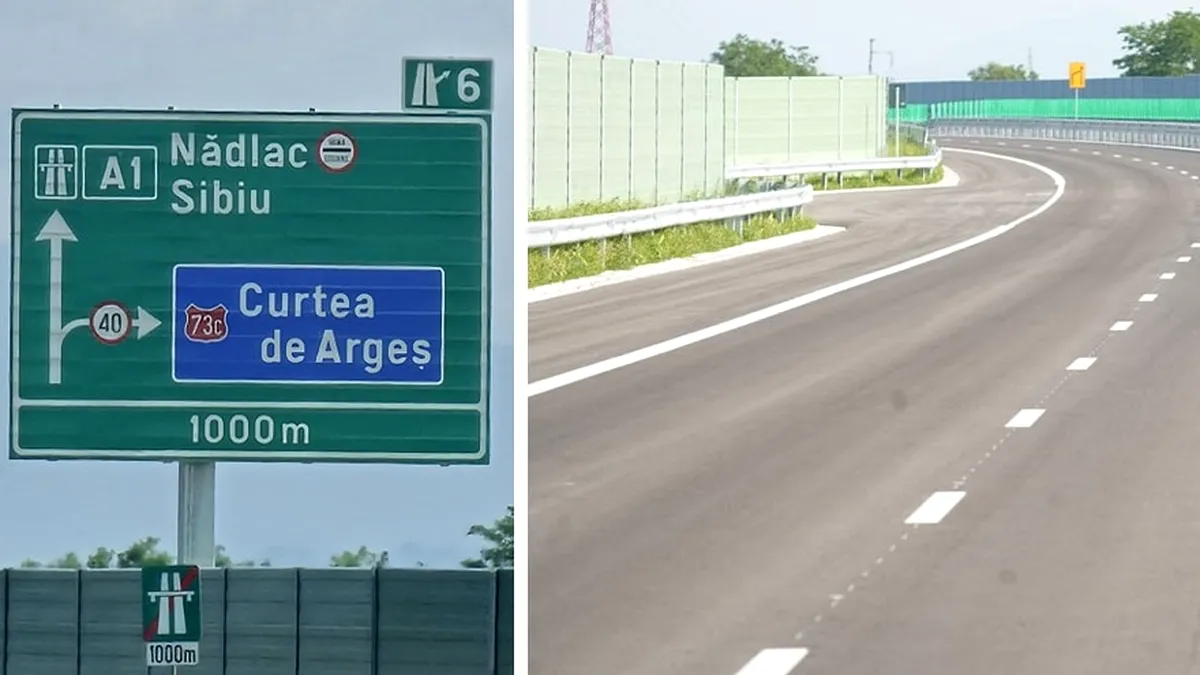 6
A1 Nădlac
Sibiu
40
73C Curtea
de Argeș
1000m
1000m